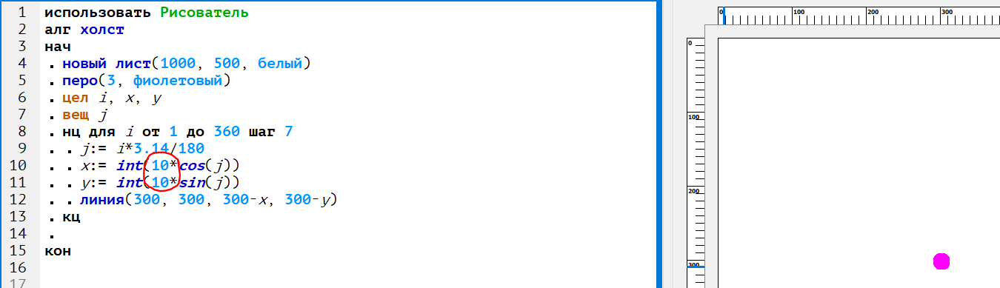 1 использовать Рисователь
2 алг холст
3 нач
4 . новый лист(1000, 500, белый)
5 . перо(3, фиолетовый)
6 . цел i, x, y
7 . вещ j
8 . нц для i от 1 до 360 шаг 7
9 . . j:= i*3.14/180
10 . . x:= int(10*cos(j))
11 . . y:= int(10*sin(j))
12 . . линия(300, 300, 300-x, 300-y)
13 . кц
14 .
15 кон
16
17
0 100 200 300
0
100
200
300